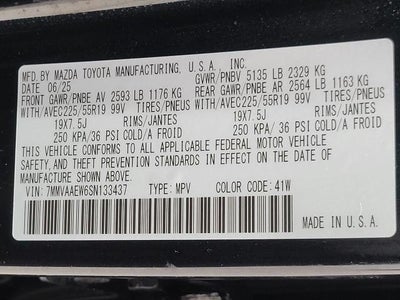 MFD. BY MAZDA TOYOTA MANUFACTURING, U.S.A., INC.
DATE 06/25 GVWR/PNBV 5135 LB 2329 KG
FRONT GAWR/PNBE AV 2593 LB 1176 KG REAR GAWR/PNBE AR 2564 LB 1163 KG
WITH/AVEC225/55R19 99V TIRES/PNEUS WITH/AVEC225/55R19 99V TIRES/PNEUS
19X7.5J RIMS/JANTES 19X7.5J RIMS/JANTES
250 KPA/36 PSI COLD/A FROID 250 KPA/36 PSI COLD/A FROID
THIS VEHICLE CONFORMS TO ALL APPLICABLE FEDERAL MOTOR VEHICLE
SAFETY, AND THEFT PREVENTION STANDARDS IN EFFECT ON THE DATE OF
MANUFACTURE SHOWN ABOVE.
VIN: 7MMVAAEW6SN133437 TYPE: MPV COLOR CODE: 41W
MADE IN U.S.A.